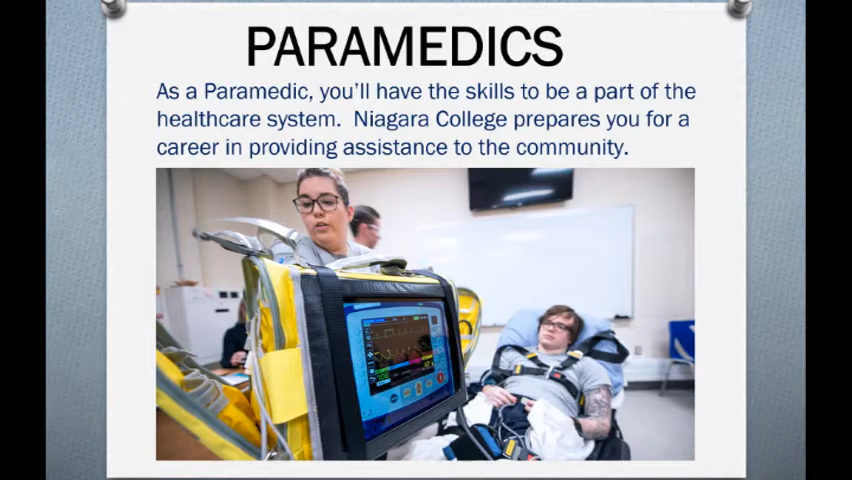 PARAMEDICS
As a Paramedic, you'll have the skills to be a part of the
healthcare system.  Niagara College prepares you for a
career in providing assistance to the community.